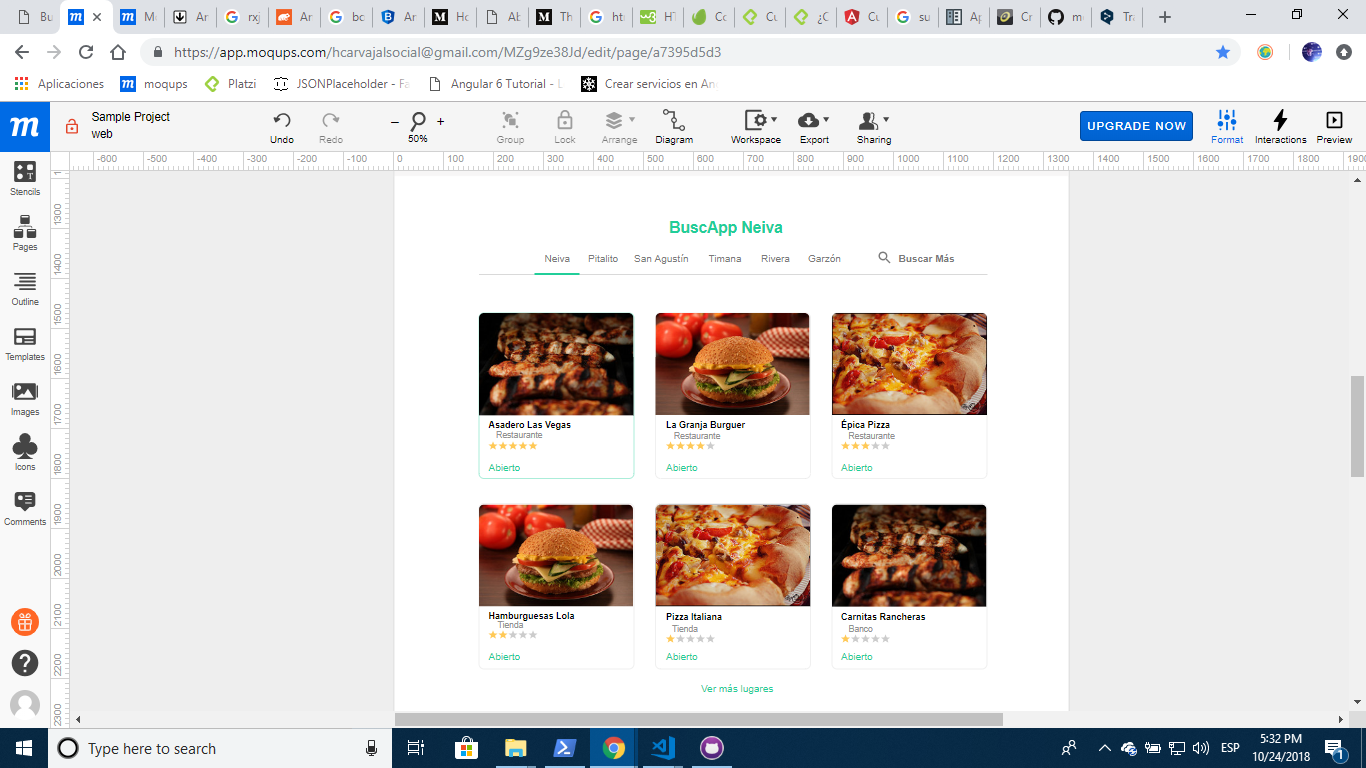 Bu
Mo
Ar
rxj
An
bc
Ar
Ho
Ab
Th
htt
HT
Co
Cu
¿C
Cu
su
Ap
Cr
m
Tra
https://app.moqups.com/hcarvajalsocial@gmail.com/MZg9ze38Jd/edit/page/a7395d5d3
Aplicaciones
moqups
Platzi
JSONPlaceholder - Fa
Angular 6 Tutorial - L
Crear servicios en An
m
Sample Project
web
Undo
Redo
50%
Group
Lock
Arrange
Diagram
Workspace
Export
Sharing
UPGRADE NOW
Format
Interactions
Preview
-600 -500 -400 -300 -200 -100 0 100 200 300 400 500 600 700 800 900 1000 1100 1200 1300 1400 1500 1600 1700 1800 1900
Stencils
Pages
Outline
Templates
Images
Icons
Comments
1300
1400
1500
1600
1700
1800
1900
2000
2100
2200
2300
BuscApp Neiva
Neiva Pitalito San Agustín Timana Rivera Garzón Buscar Más
Asadero Las Vegas
Restaurante
Abierto
La Granja Burguer
Restaurante
Abierto
Épica Pizza
Restaurante
Abierto
Hamburguesas Lola
Tienda
Abierto
Pizza Italiana
Tienda
Abierto
Carnitas Rancheras
Banco
Abierto
Ver más lugares
Type here to search
ESP
5:32 PM
10/24/2018
1